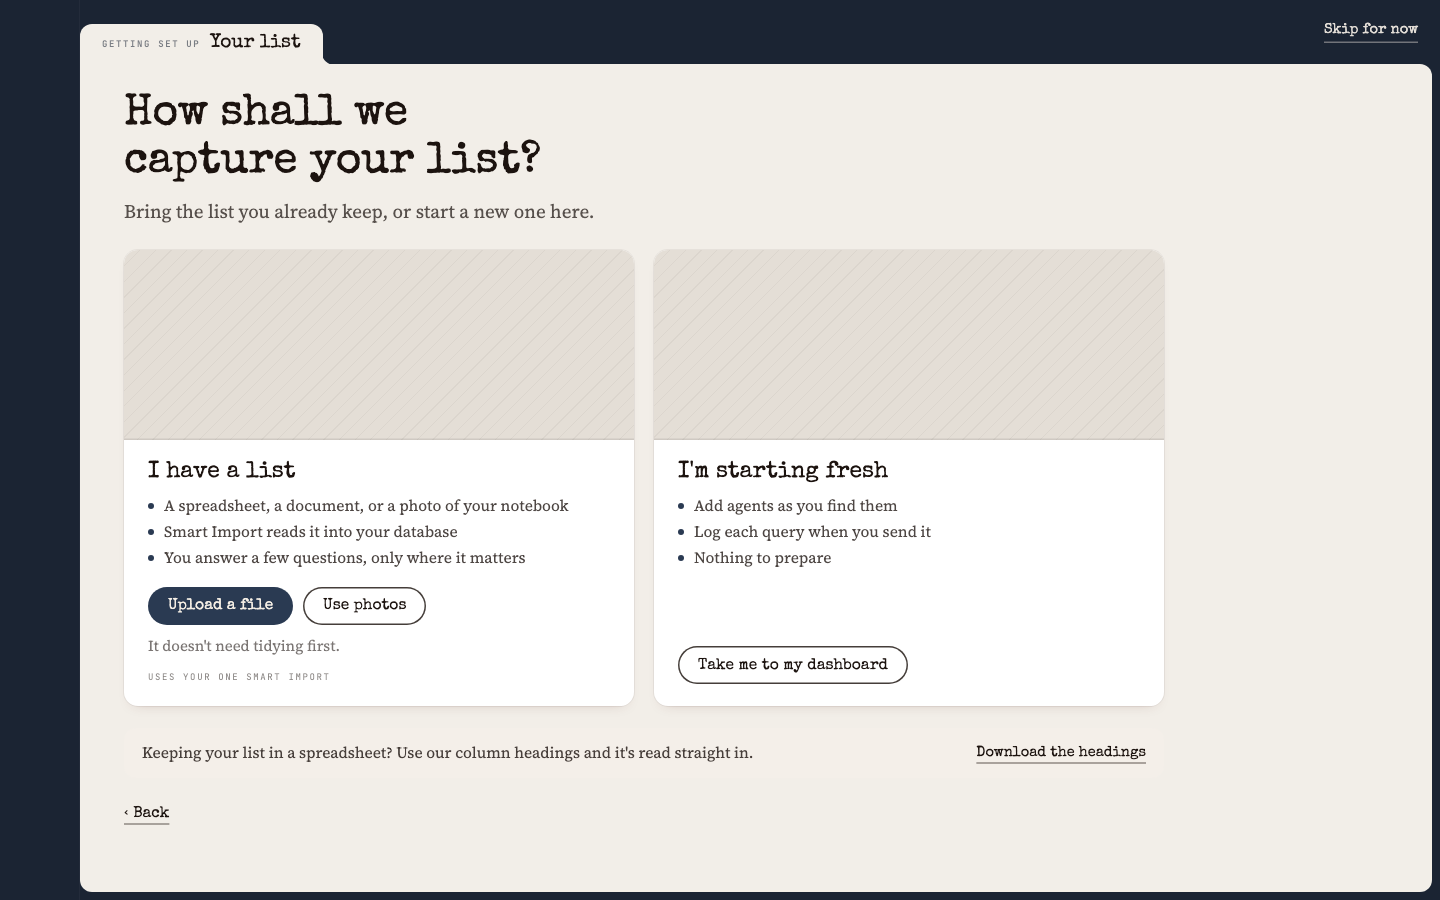 GETTING SET UP Your list
Skip for now
How shall we
capture your list?
Bring the list you already keep, or start a new one here.
I have a list
• A spreadsheet, a document, or a photo of your notebook
• Smart Import reads it into your database
• You answer a few questions, only where it matters
Upload a file
Use photos
It doesn't need tidying first.
USES YOUR ONE SMART IMPORT
I'm starting fresh
• Add agents as you find them
• Log each query when you send it
• Nothing to prepare
Take me to my dashboard
Keeping your list in a spreadsheet? Use our column headings and it's read straight in.
Download the headings
‹ Back